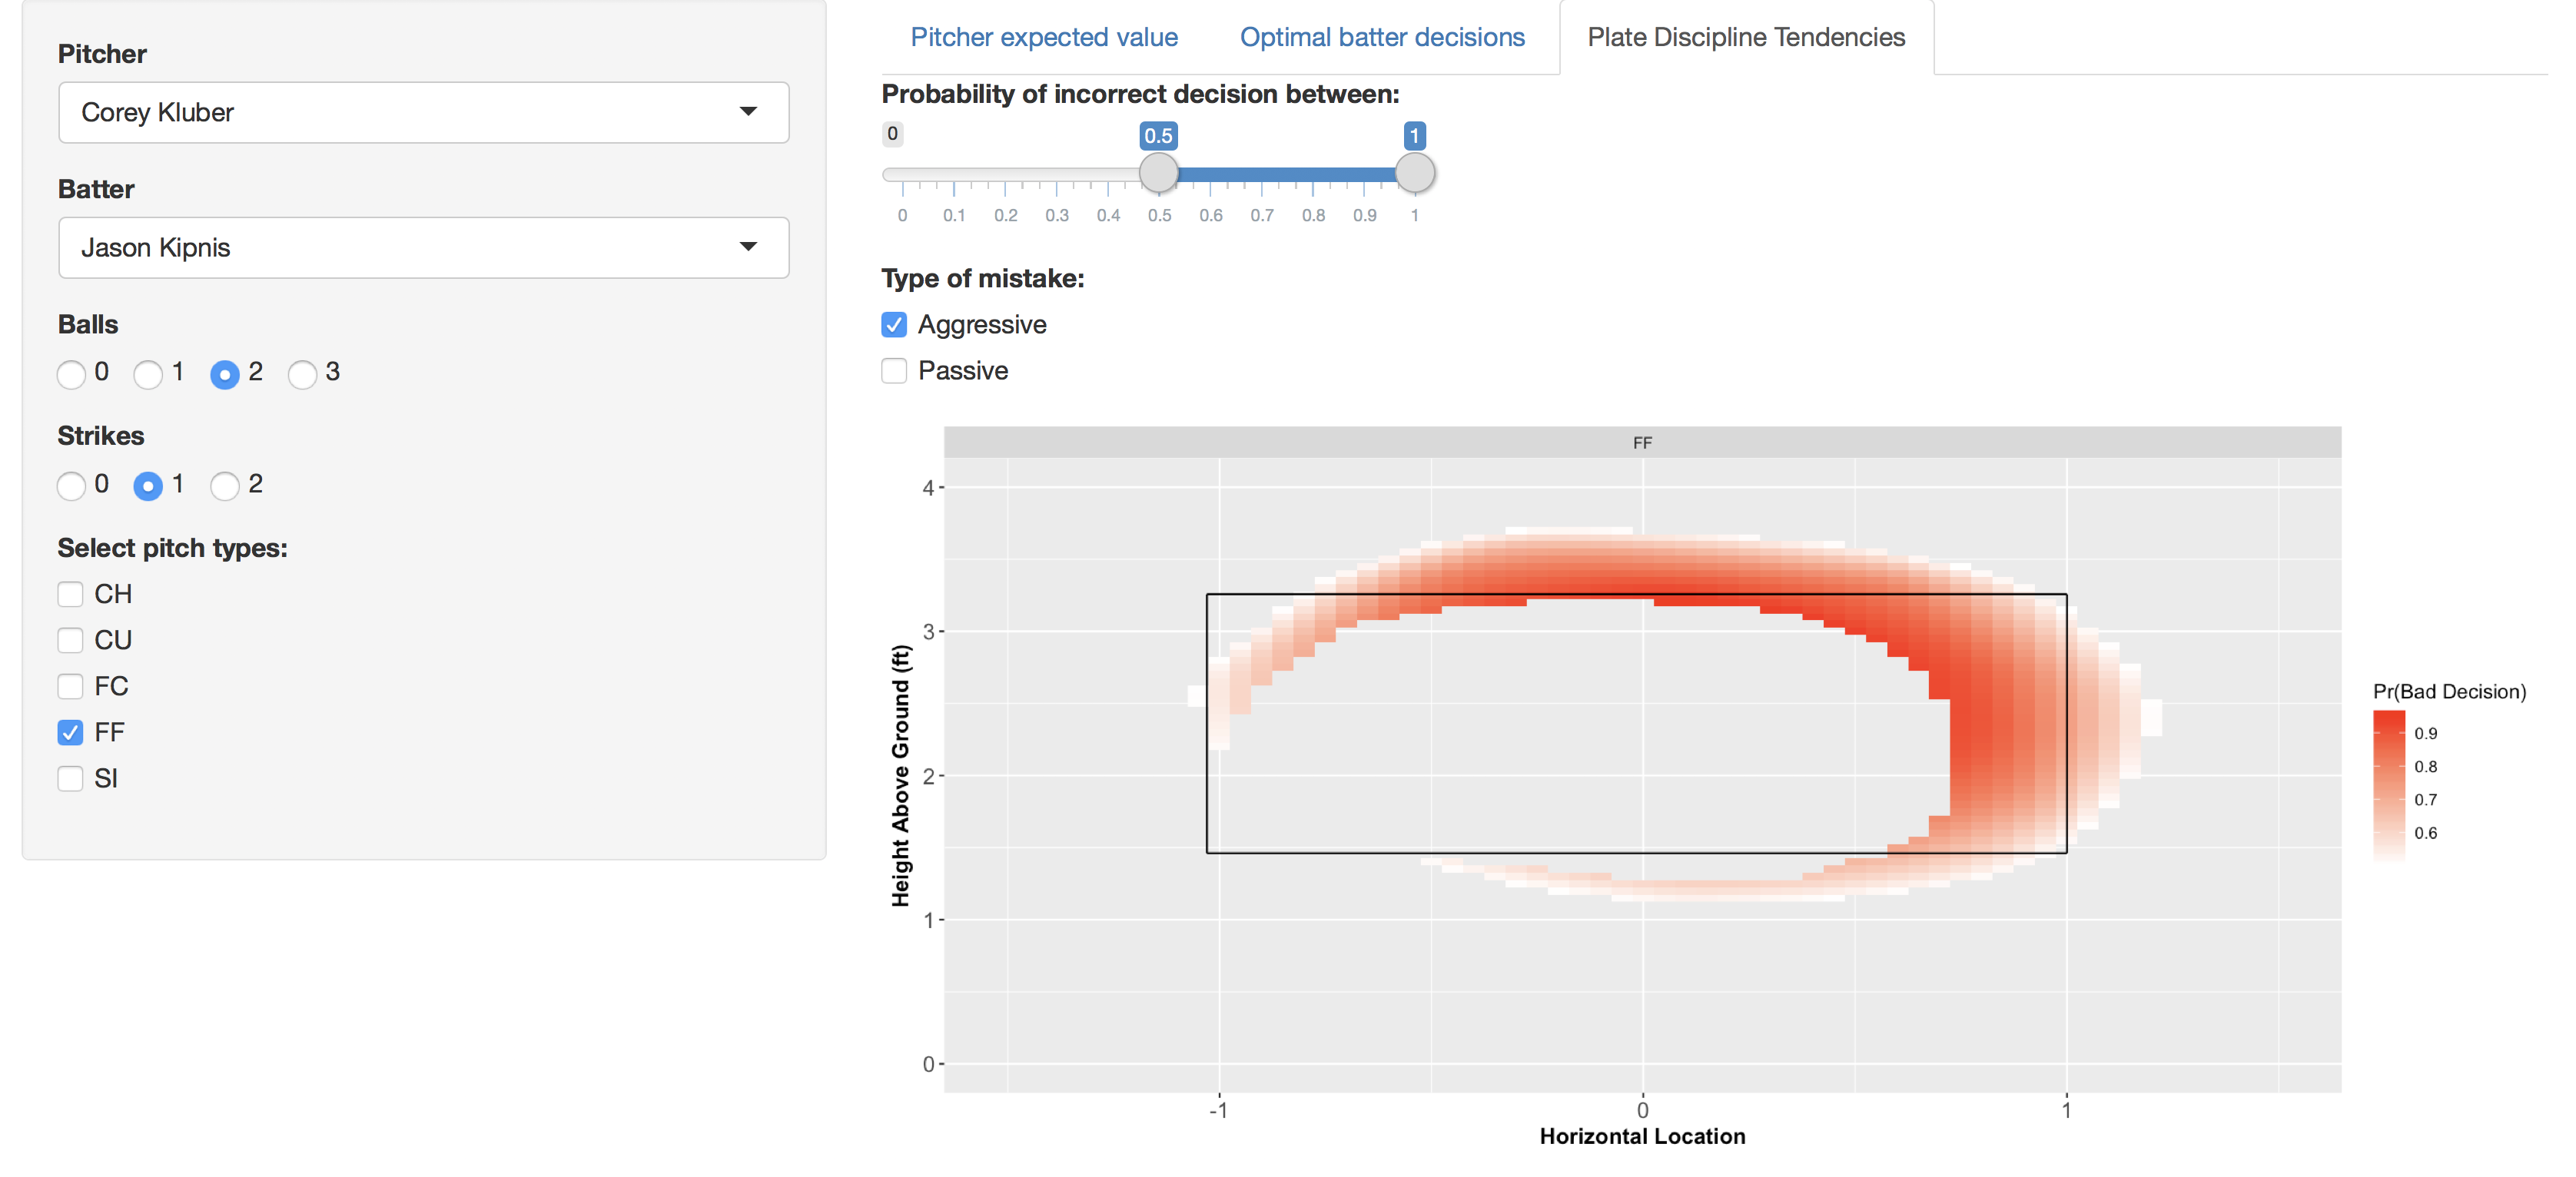 Pitcher
Corey Kluber
Batter
Jason Kipnis
Balls
0 1 2 3
Strikes
0 1 2
Select pitch types:
CH
CU
FC
FF
SI
Pitcher expected value Optimal batter decisions Plate Discipline Tendencies
Probability of incorrect decision between:
0 0.5 1
0 0.1 0.2 0.3 0.4 0.5 0.6 0.7 0.8 0.9 1
Type of mistake:
Aggressive
Passive
FF
4
3
2
1
0
Height Above Ground (ft)
-1 0 1
Horizontal Location
Pr(Bad Decision)
0.9
0.8
0.7
0.6